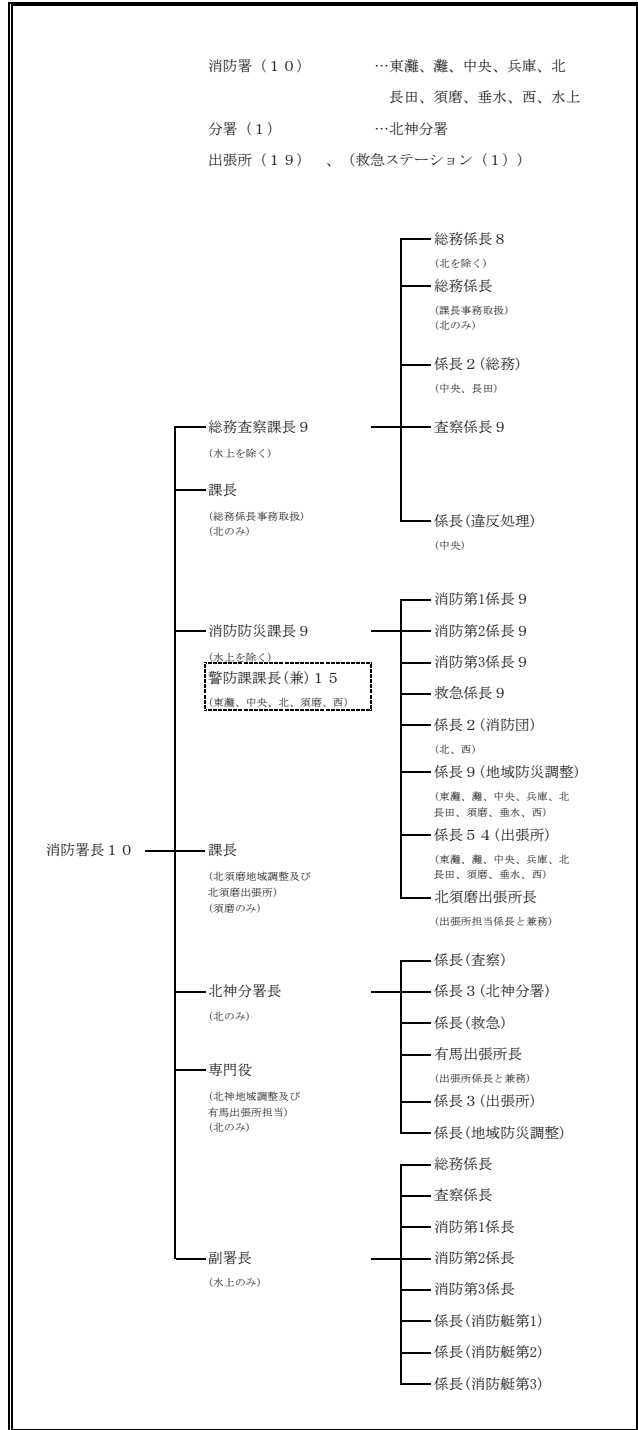 消防署（１０） …東灘、灘、中央、兵庫、北
長田、須磨、垂水、西、水上
分署（１） …北神分署
出張所（１９） 、（救急ステーション（１））
総務係長８
(北を除く)
総務係長
(課長事務取扱)
(北のみ)
係長２(総務)
(中央、長田)
総務査察課長９
(水上を除く)
査察係長９
課長
(総務係長事務取扱)
(北のみ)
係長(違反処理)
(中央)
消防防災課長９
(水上を除く)
警防課課長(兼)１５
(東灘、中央、北、須磨、西)
消防第1係長９
消防第2係長９
消防第3係長９
救急係長９
係長２(消防団)
(北、西)
係長９(地域防災調整)
(東灘、灘、中央、兵庫、北
長田、須磨、垂水、西)
係長５４(出張所)
(東灘、灘、中央、兵庫、北
長田、須磨、垂水、西)
北須磨出張所長
(出張所担当係長と兼務)
消防署長１０
課長
(北須磨地域調整及び
北須磨出張所)
(須磨のみ)
北神分署長
(北のみ)
係長(査察)
係長３(北神分署)
係長(救急)
有馬出張所長
(出張所係長と兼務)
係長３(出張所)
係長(地域防災調整)
専門役
(北神地域調整及び
有馬出張所担当)
(北のみ)
副署長
(水上のみ)
総務係長
査察係長
消防第1係長
消防第2係長
消防第3係長
係長(消防艇第1)
係長(消防艇第2)
係長(消防艇第3)